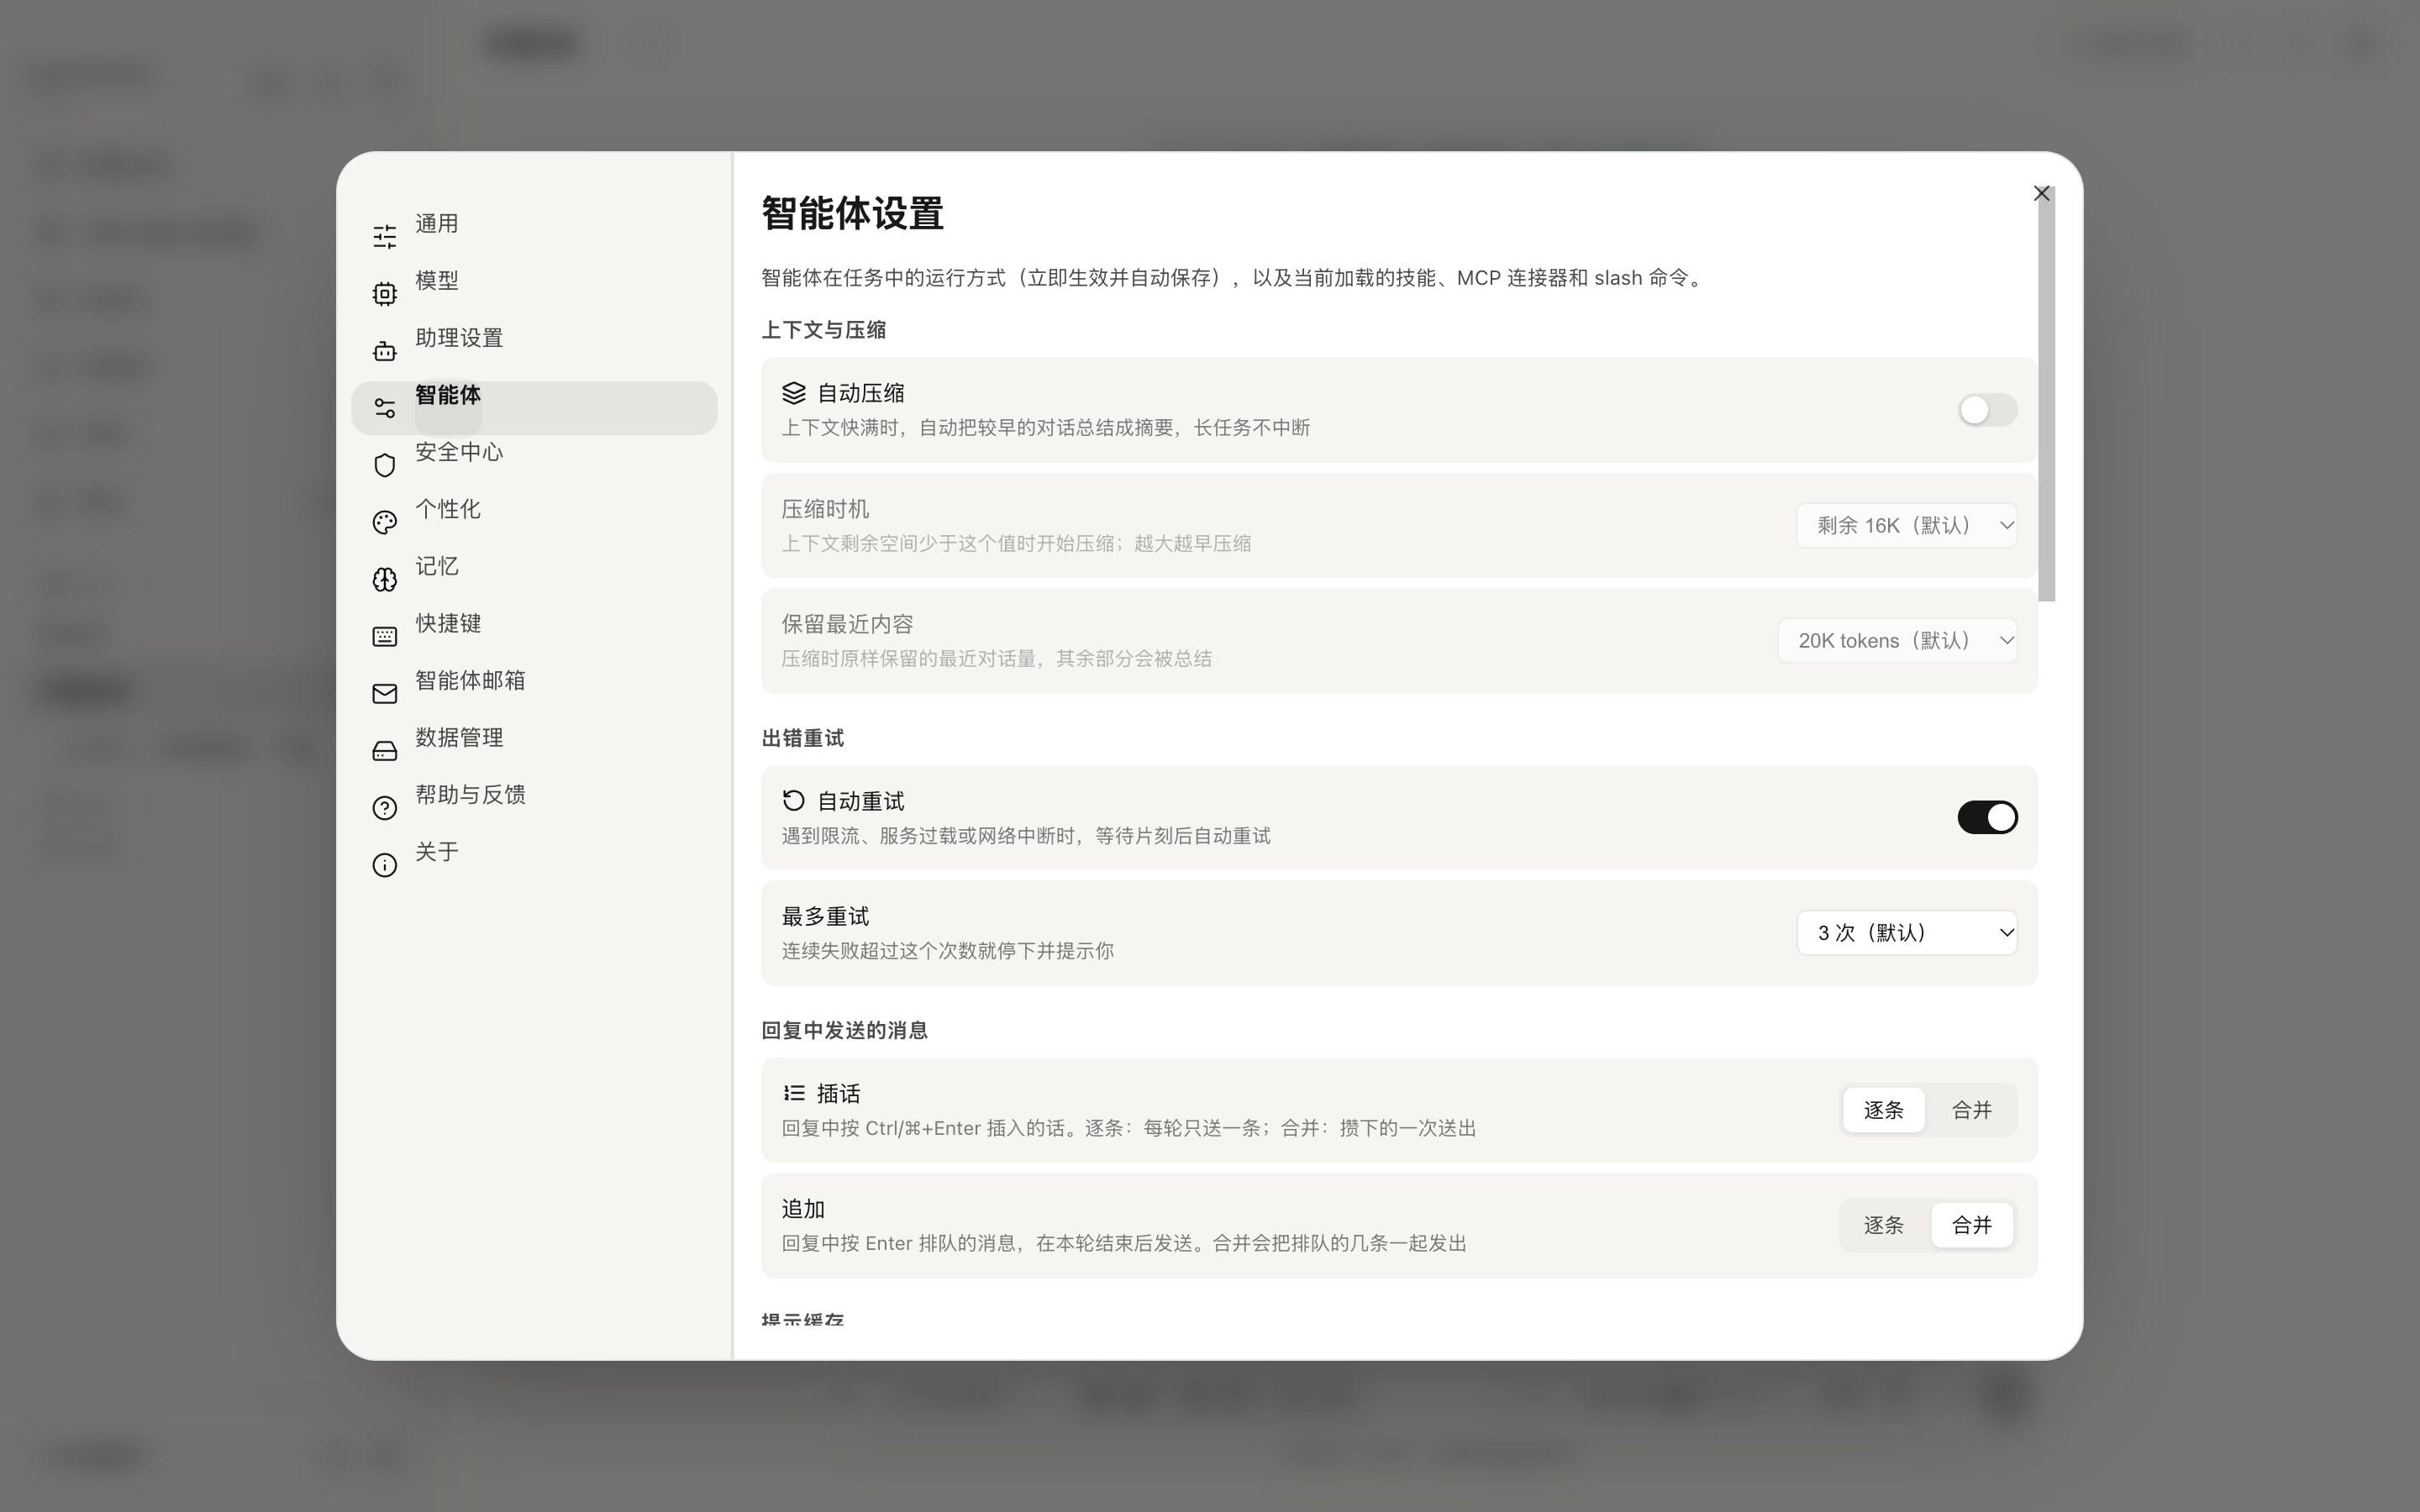 通用
模型
助理设置
智能体
安全中心
个性化
记忆
快捷键
智能体邮箱
数据管理
帮助与反馈
关于
智能体设置
智能体在任务中的运行方式（立即生效并自动保存），以及当前加载的技能、MCP 连接器和 slash 命令。
上下文与压缩
自动压缩
上下文快满时，自动把较早的对话总结成摘要，长任务不中断
压缩时机
上下文剩余空间少于这个值时开始压缩；越大越早压缩
剩余 16K（默认）
保留最近内容
压缩时原样保留的最近对话量，其余部分会被总结
20K tokens（默认）
出错重试
自动重试
遇到限流、服务过载或网络中断时，等待片刻后自动重试
最多重试
连续失败超过这个次数就停下并提示你
3 次（默认）
回复中发送的消息
插话
回复中按 Ctrl/⌘+Enter 插入的话。逐条：每轮只送一条；合并：攒下的一次送出
逐条 合并
追加
回复中按 Enter 排队的消息，在本轮结束后发送。合并会把排队的几条一起发出
逐条 合并
提示缓存